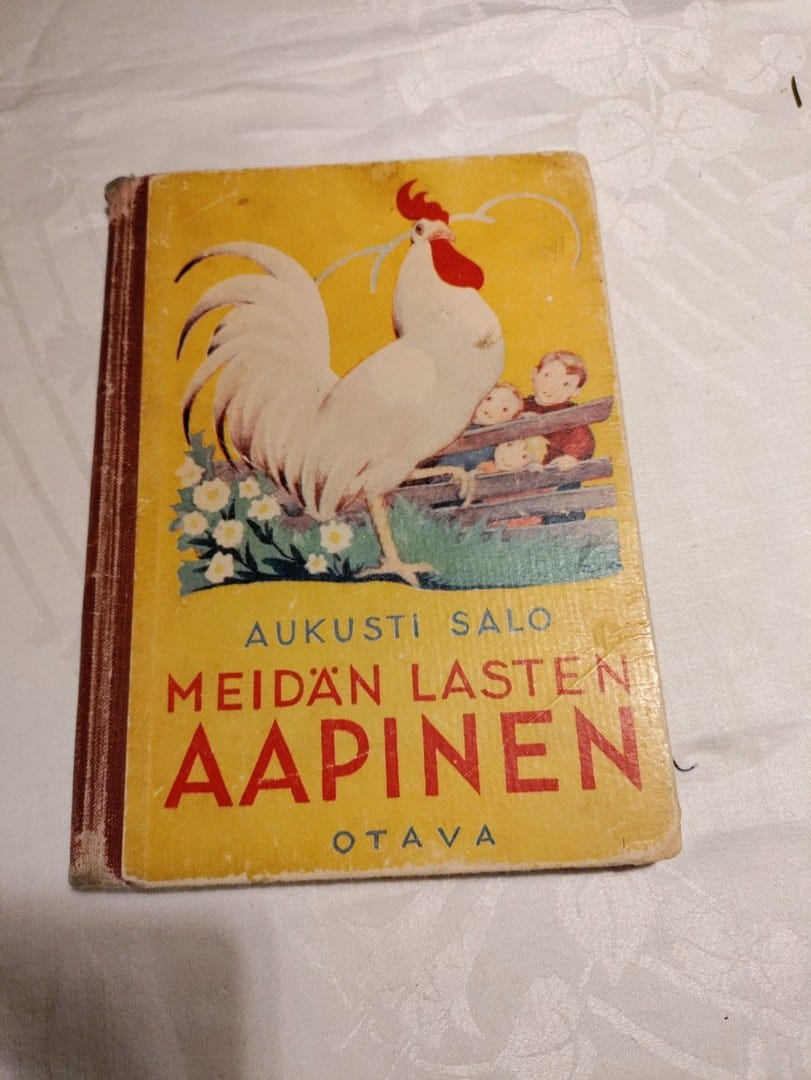 AUKUSTI SALO
MEIDÄN LASTEN
AAPINEN
OTAVA